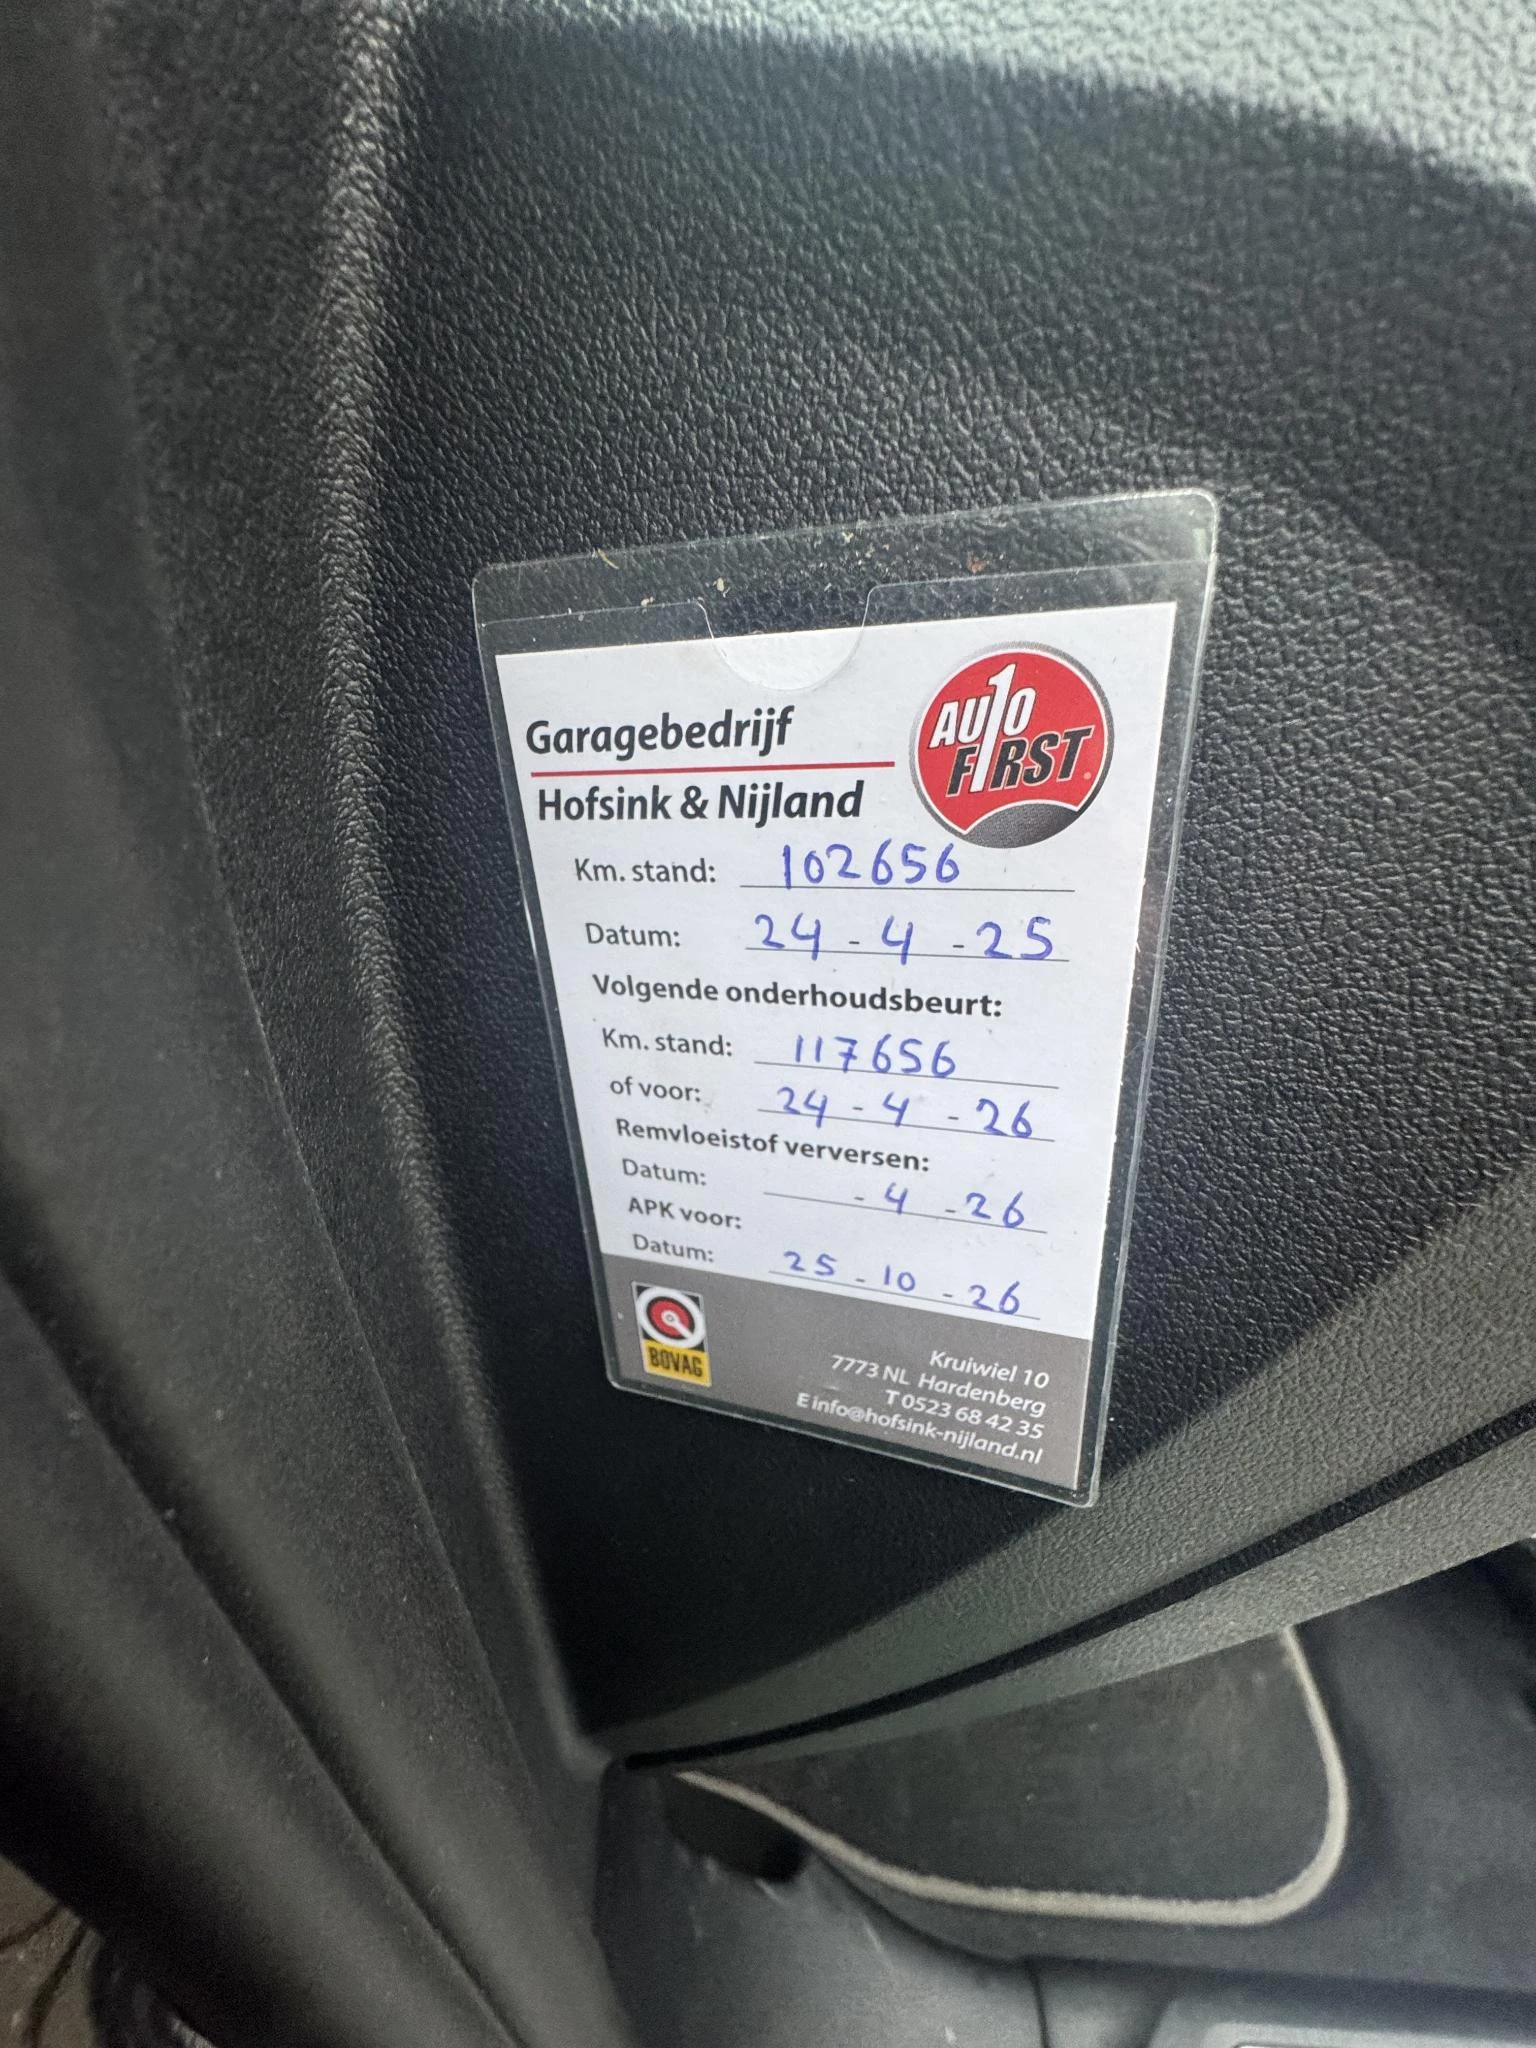 AUTO
FIRST
Garagebedrijf
Hofsink & Nijland
Km. stand: 102656
Datum: 24 - 4 - 25
Volgende onderhoudsbeurt:
Km. stand: 117656
of voor: 24 - 4 - 26
Remvloeistof verversen:
Datum: - 4 - 26
APK voor:
Datum: 25 - 10 - 26
BOVAG
Kruiwiel 10
7773 NL Hardenberg
T 0523 68 42 35
E info@hofsink-nijland.nl